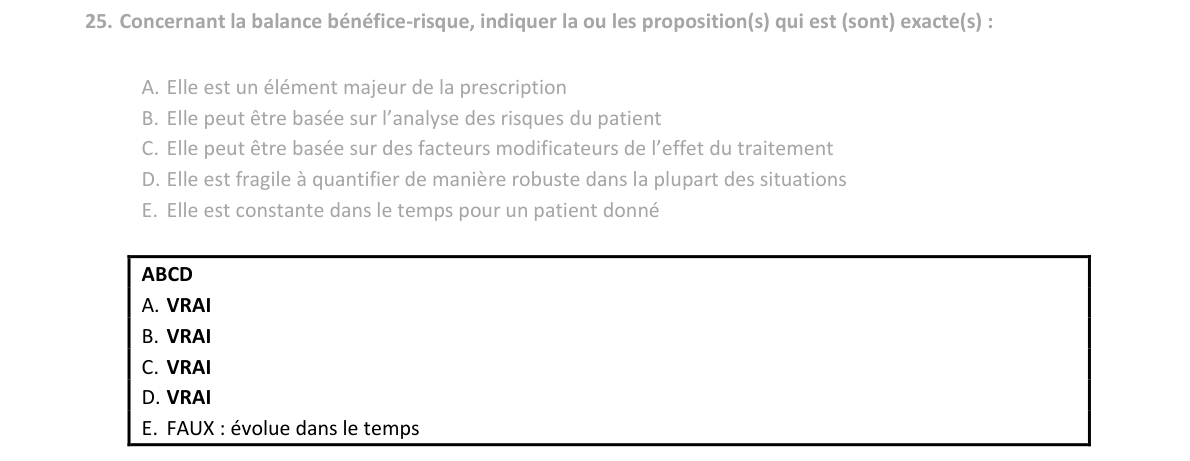 25. Concernant la balance bénéfice-risque, indiquer la ou les proposition(s) qui est (sont) exacte(s) :
A. Elle est un élément majeur de la prescription
B. Elle peut être basée sur l’analyse des risques du patient
C. Elle peut être basée sur des facteurs modificateurs de l’effet du traitement
D. Elle est fragile à quantifier de manière robuste dans la plupart des situations
E. Elle est constante dans le temps pour un patient donné
ABCD
A. VRAI
B. VRAI
C. VRAI
D. VRAI
E. FAUX : évolue dans le temps